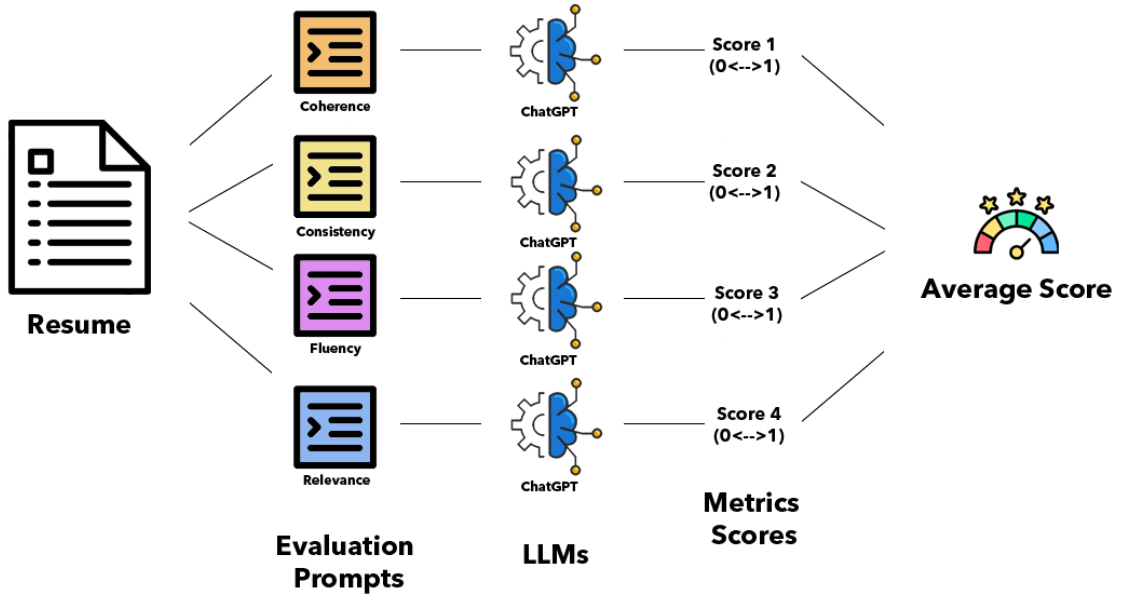 Coherence
ChatGPT
Score 1
(0<-->1)
Consistency
ChatGPT
Score 2
(0<-->1)
Resume
Fluency
ChatGPT
Score 3
(0<-->1)
Average Score
Relevance
ChatGPT
Score 4
(0<-->1)
Evaluation
Prompts
LLMs
Metrics
Scores